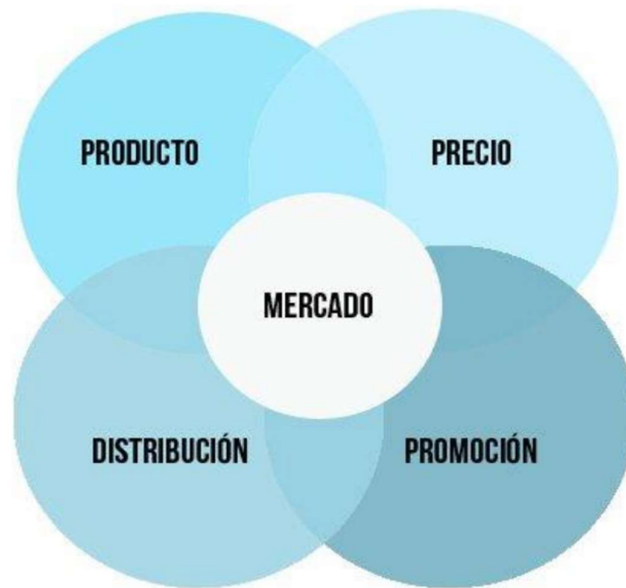 PRODUCTO
PRECIO
MERCADO
DISTRIBUCIÓN
PROMOCIÓN